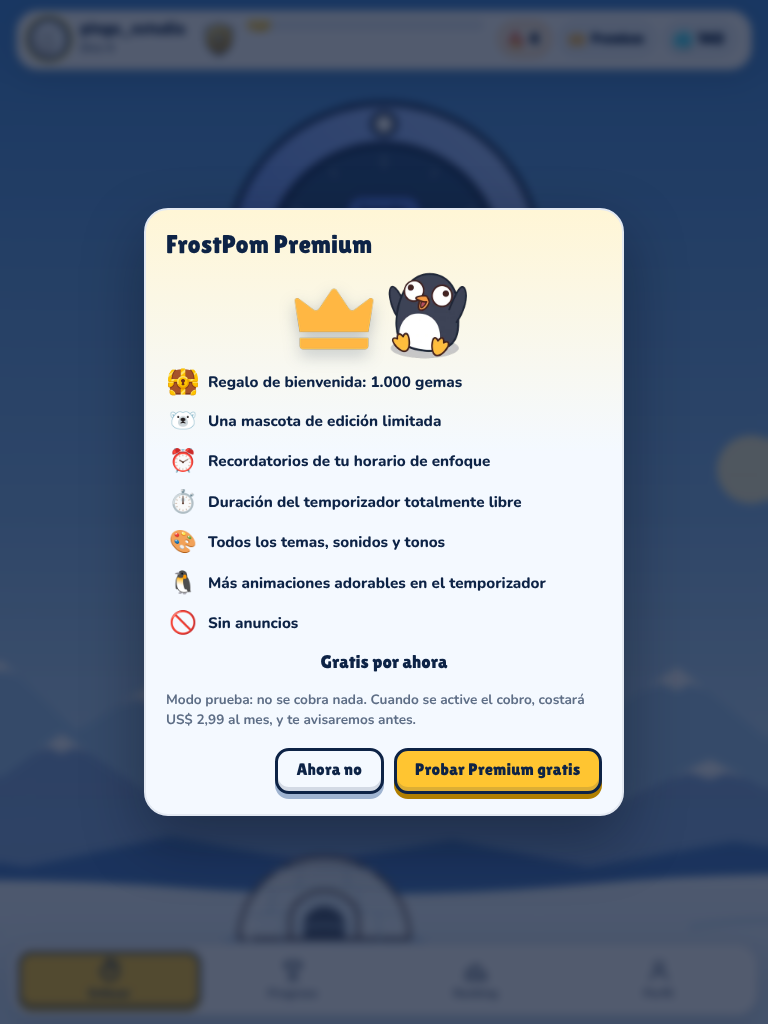 FrostPom Premium
Regalo de bienvenida: 1.000 gemas
Una mascota de edición limitada
Recordatorios de tu horario de enfoque
Duración del temporizador totalmente libre
Todos los temas, sonidos y tonos
Más animaciones adorables en el temporizador
Sin anuncios
Gratis por ahora
Modo prueba: no se cobra nada. Cuando se active el cobro, costará
US$ 2,99 al mes, y te avisaremos antes.
Ahora no
Probar Premium gratis